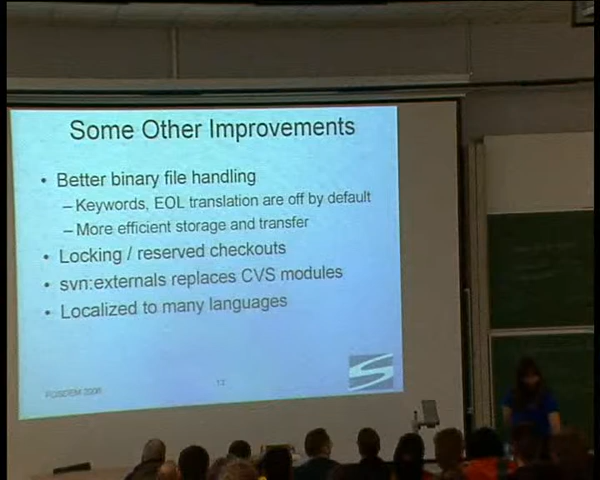 Some Other Improvements
• Better binary file handling
– Keywords, EOL translation are off by default
– More efficient storage and transfer
• Locking / reserved checkouts
• svn:externals replaces CVS modules
• Localized to many languages